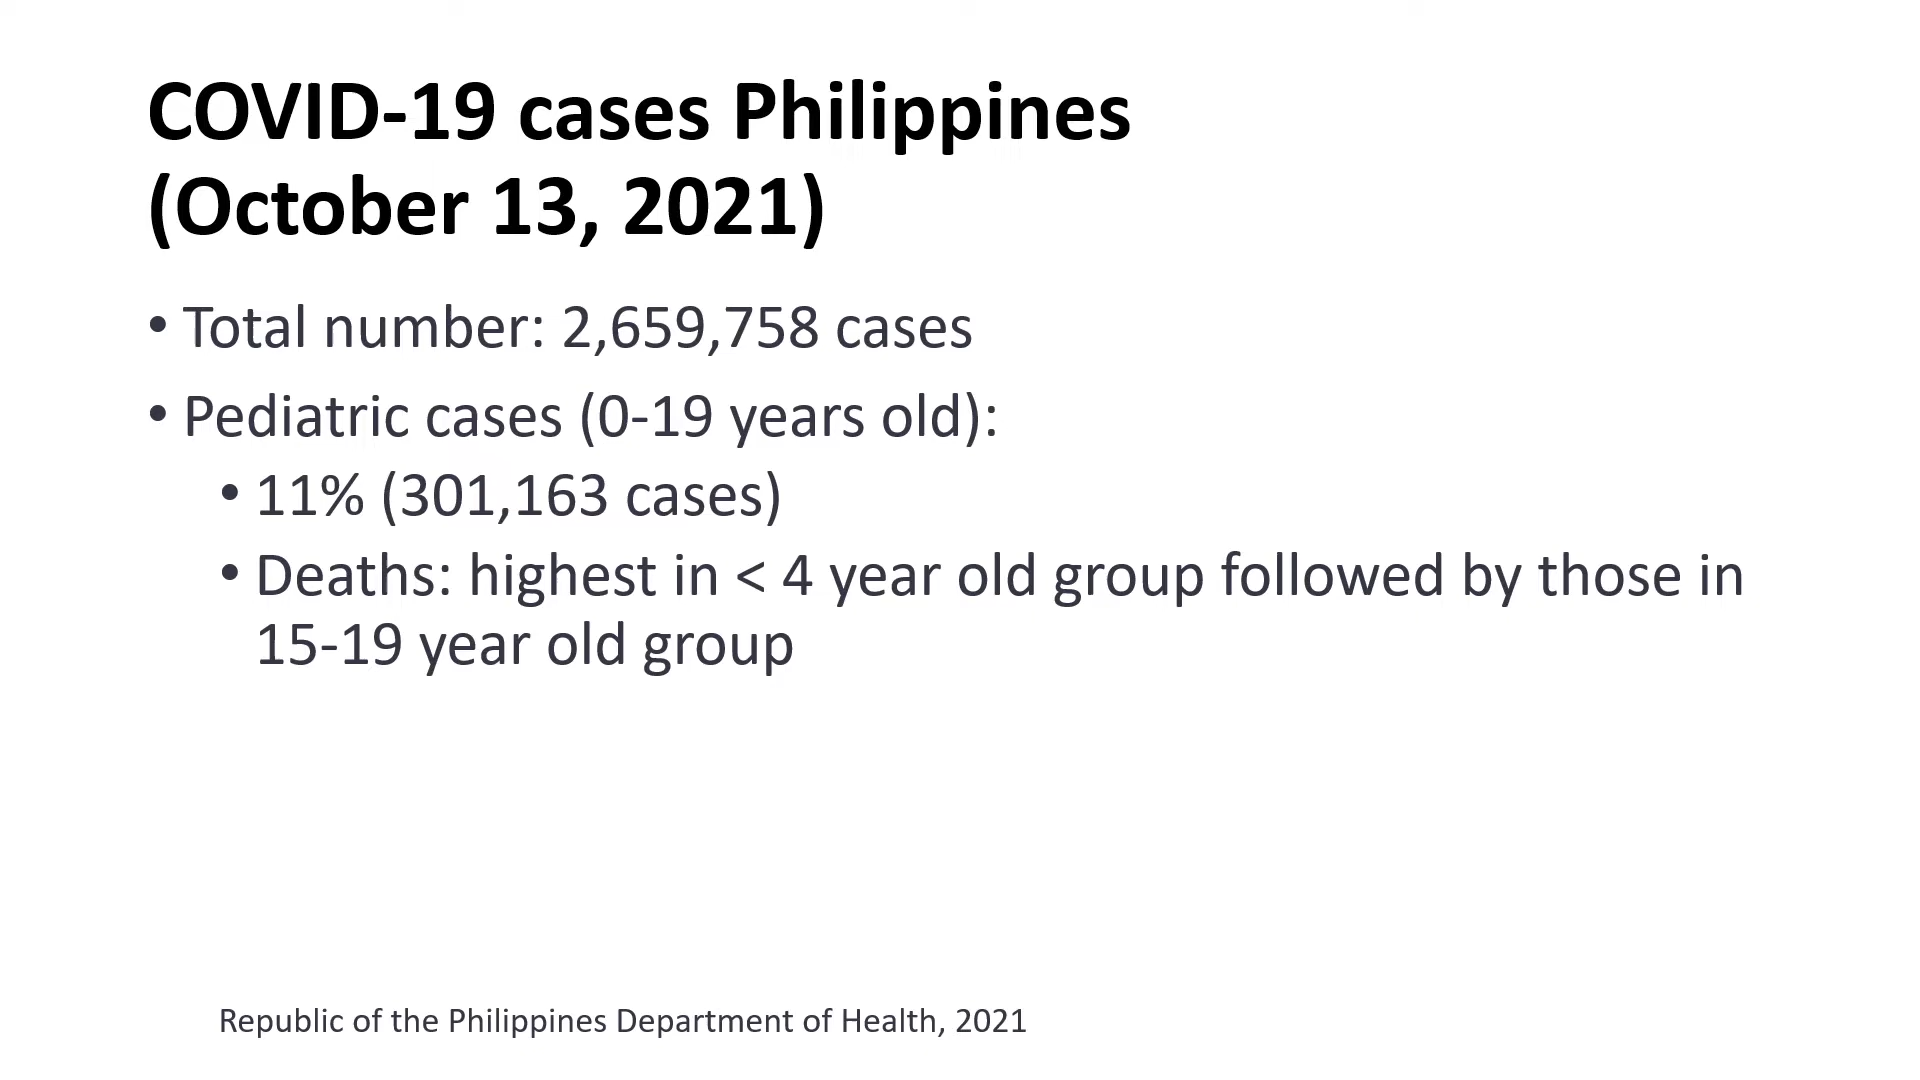 COVID-19 cases Philippines
(October 13, 2021)
• Total number: 2,659,758 cases
• Pediatric cases (0-19 years old):
• 11% (301,163 cases)
• Deaths: highest in < 4 year old group followed by those in
15-19 year old group
Republic of the Philippines Department of Health, 2021